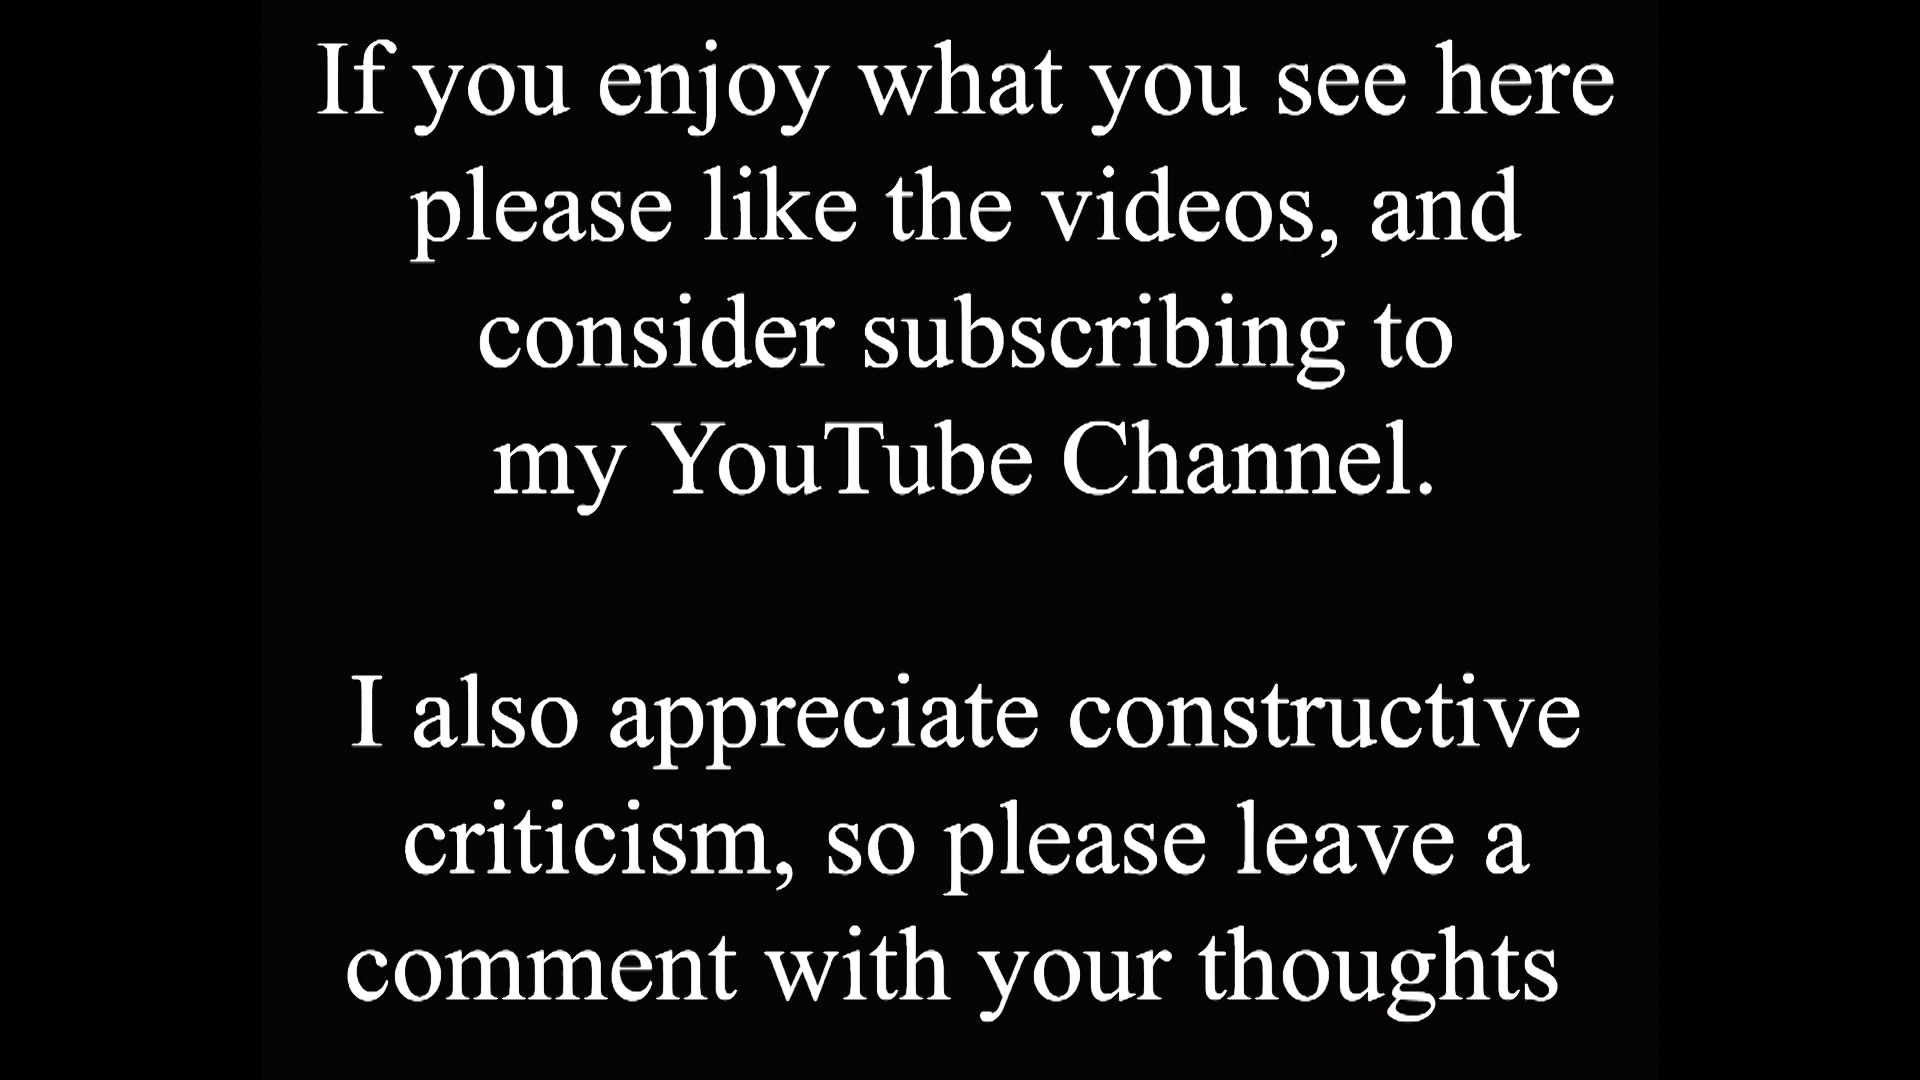 If you enjoy what you see here
please like the videos, and
consider subscribing to
my YouTube Channel.
I also appreciate constructive
criticism, so please leave a
comment with your thoughts